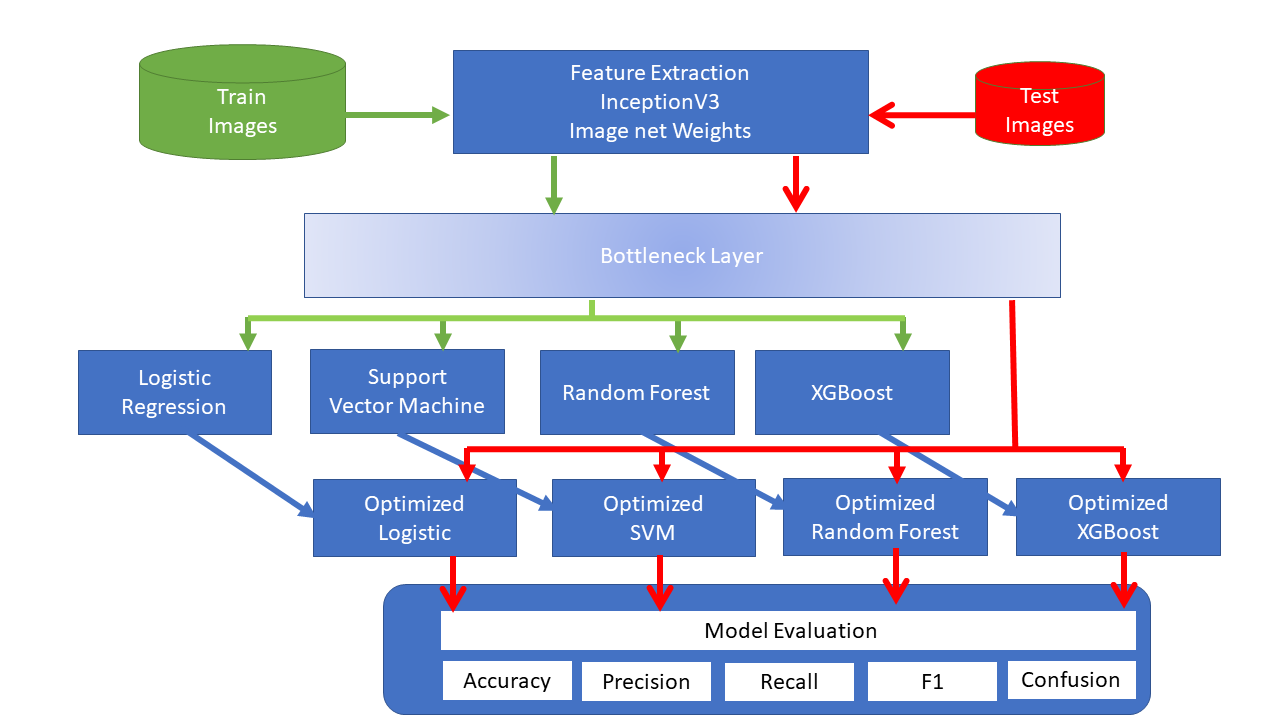 Train
Images
Feature Extraction
InceptionV3
Image net Weights
Test
Images
Bottleneck Layer
Logistic
Regression
Support
Vector Machine
Random Forest
XGBoost
Optimized
Logistic
Optimized
SVM
Optimized
Random Forest
Optimized
XGBoost
Model Evaluation
Accuracy
Precision
Recall
F1
Confusion